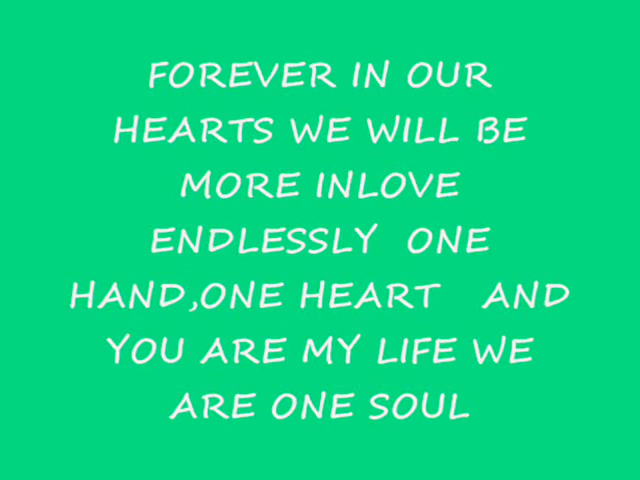 FOREVER IN OUR
HEARTS WE WILL BE
MORE INLOVE
ENDLESSLY  ONE
HAND,ONE HEART   AND
YOU ARE MY LIFE WE
ARE ONE SOUL